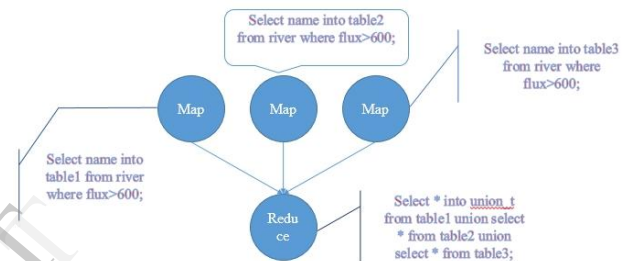 Select name into table2
from river where flux>600;
Select name into table3
from river where
flux>600;
Map
Map
Map
Select name into
table1 from river
where flux>600;
Redu
ce
Select * into union_t
from table1 union select
* from table2 union
select * from table3;